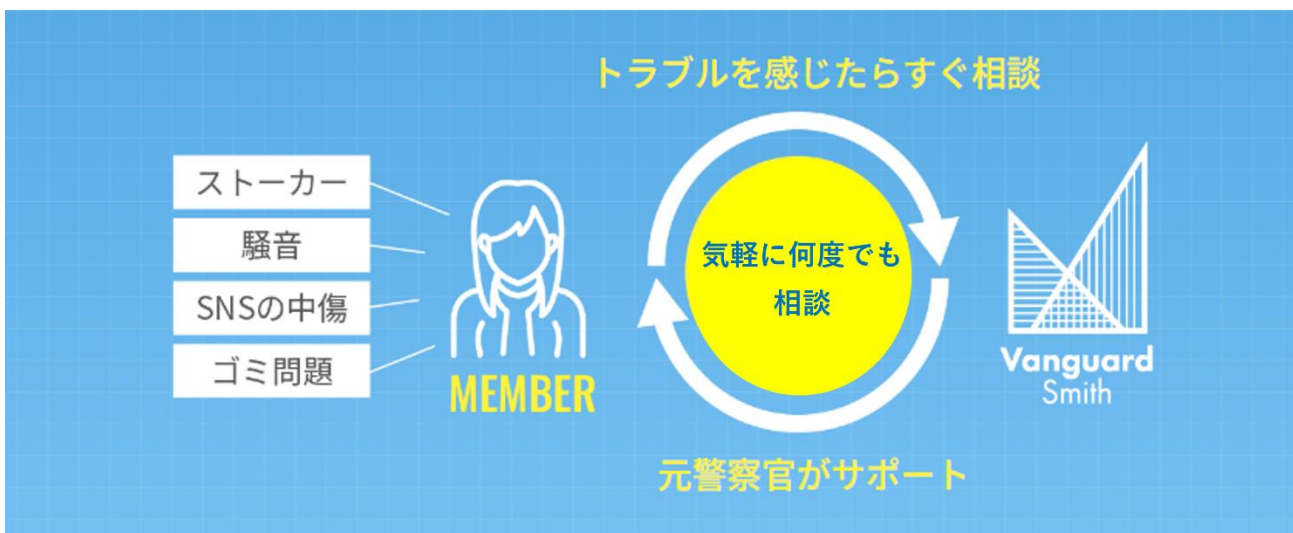 トラブルを感じたらすぐ相談
ストーカー
騒音
SNSの中傷
ゴミ問題
MEMBER
気軽に何度でも
相談
Vanguard
Smith
元警察官がサポート